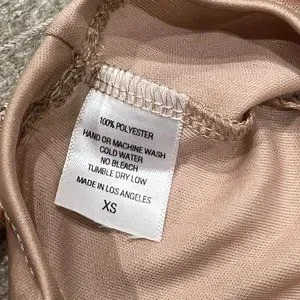 100% POLYESTER
HAND OR MACHINE WASH
COLD WATER
NO BLEACH
TUMBLE DRY LOW
MADE IN LOS ANGELES
XS